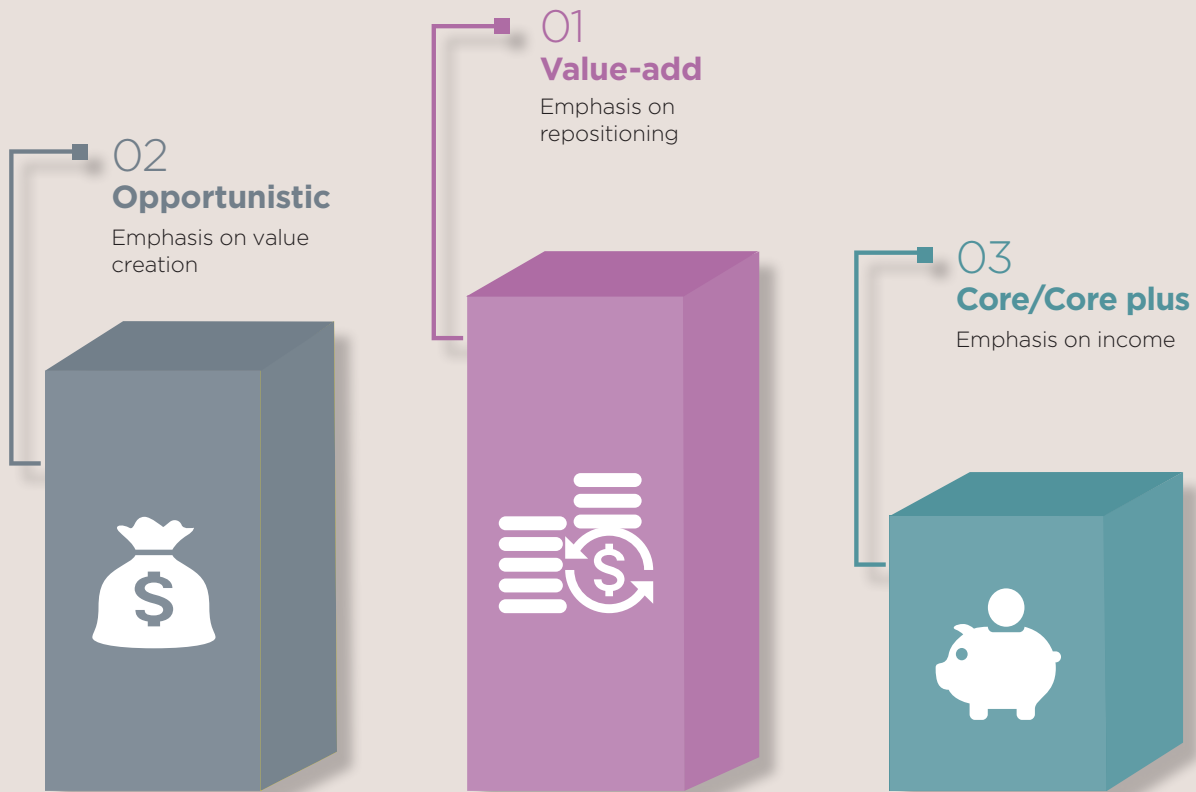 02
Opportunistic
Emphasis on value
creation
$
01
Value-add
Emphasis on
repositioning
$
03
Core/Core plus
Emphasis on income